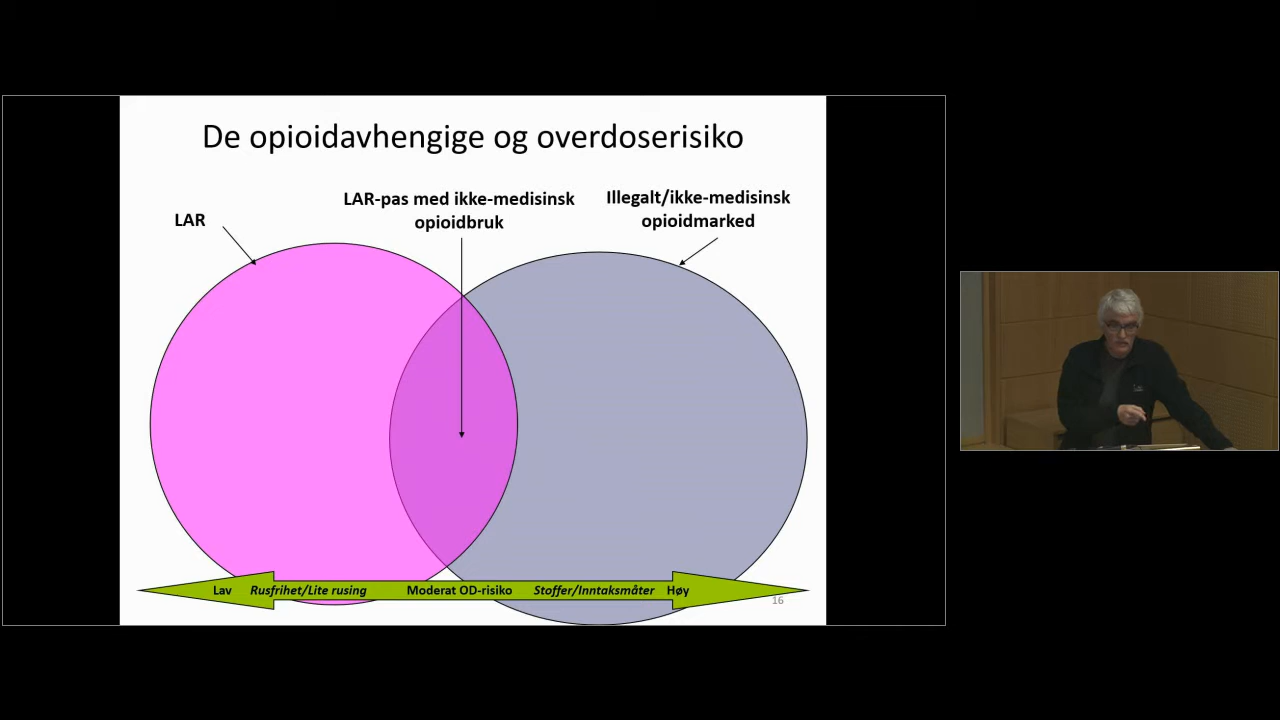 De opioidavhengige og overdoserisiko
LAR
LAR-pas med ikke-medisinsk
opioidbruk
Illegalt/ikke-medisinsk
opioidmarked
Lav Rusfrihet/Lite rusing Moderat OD-risiko Stoffer/Inntaksmåter Høy
16